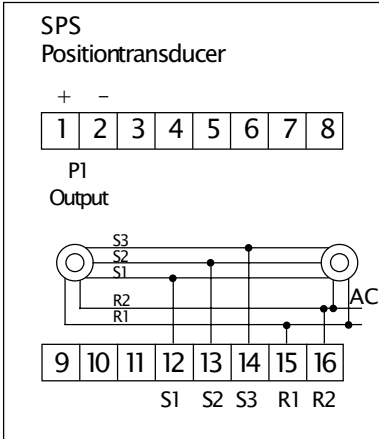 SPS
Positiontransducer
+ –
1 2 3 4 5 6 7 8
P1
Output
S3
S2
S1
R2
AC
R1
9 10 11 12 13 14 15 16
S1 S2 S3 R1 R2